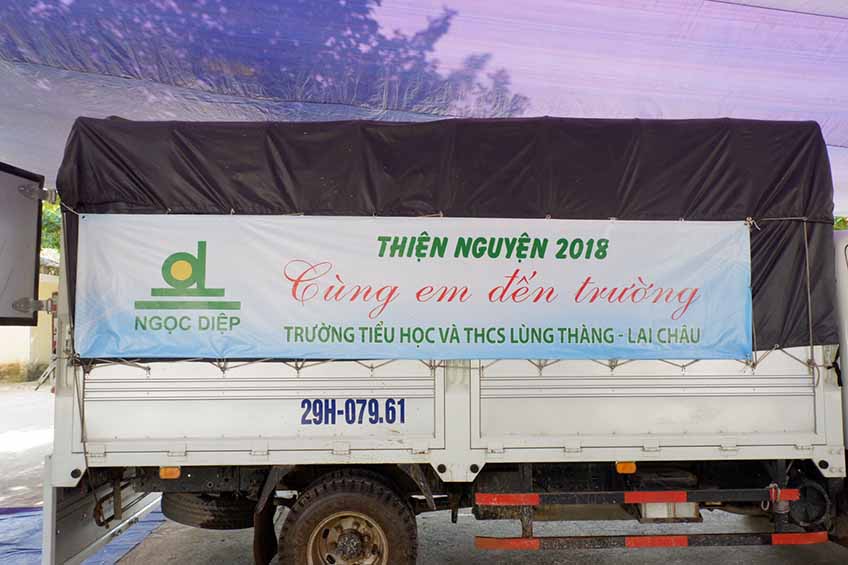 THIỆN NGUYỆN 2018
Cùng em đến trường
TRƯỜNG TIỂU HỌC VÀ THCS LÙNG THÀNG - LAI CHÂU
NGỌC DIỆP
29H-079.61